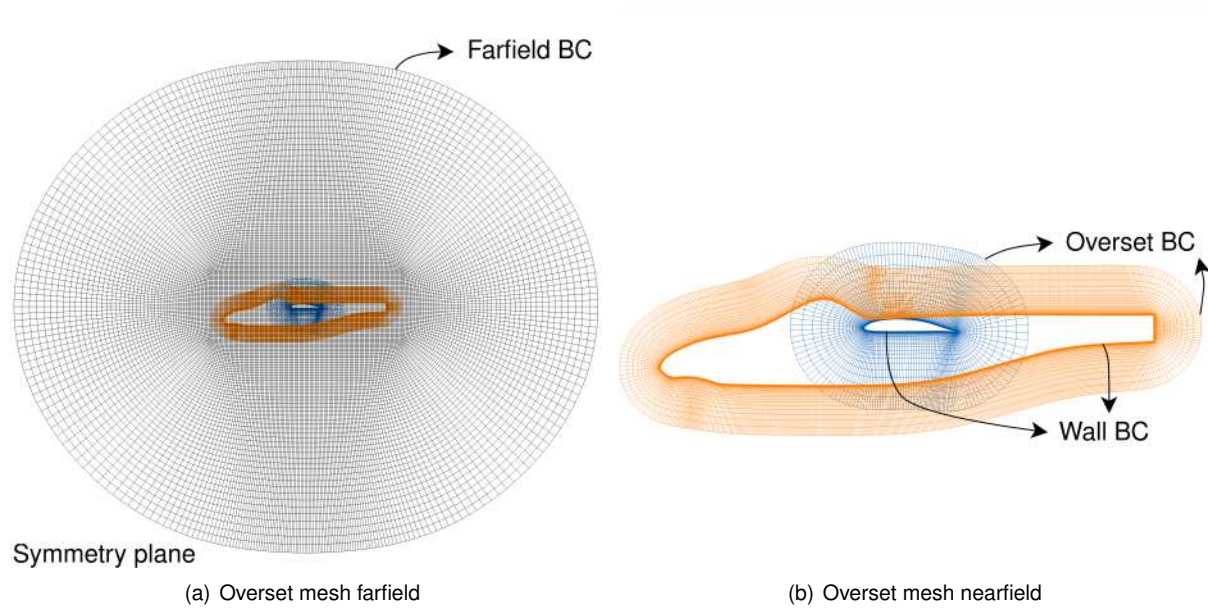 Farfield BC
Symmetry plane
(a) Overset mesh farfield
Overset BC
Wall BC
(b) Overset mesh nearfield